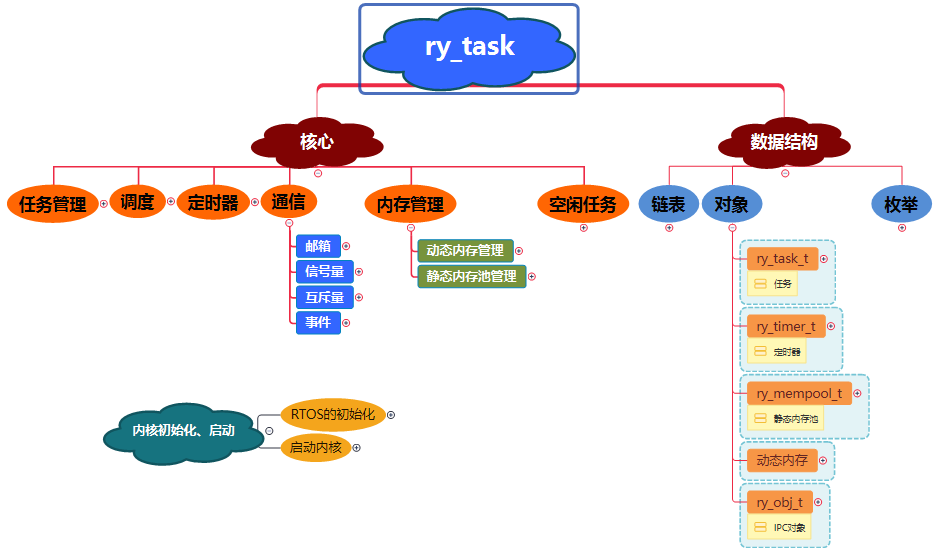 ry_task
核心
数据结构
任务管理
调度
定时器
通信
内存管理
空闲任务
链表
对象
枚举
邮箱
信号量
互斥量
事件
动态内存管理
静态内存池管理
ry_task_t
任务
ry_timer_t
定时器
ry_mempool_t
静态内存池
动态内存
ry_obj_t
IPC对象
内核初始化、启动
RTOS的初始化
启动内核